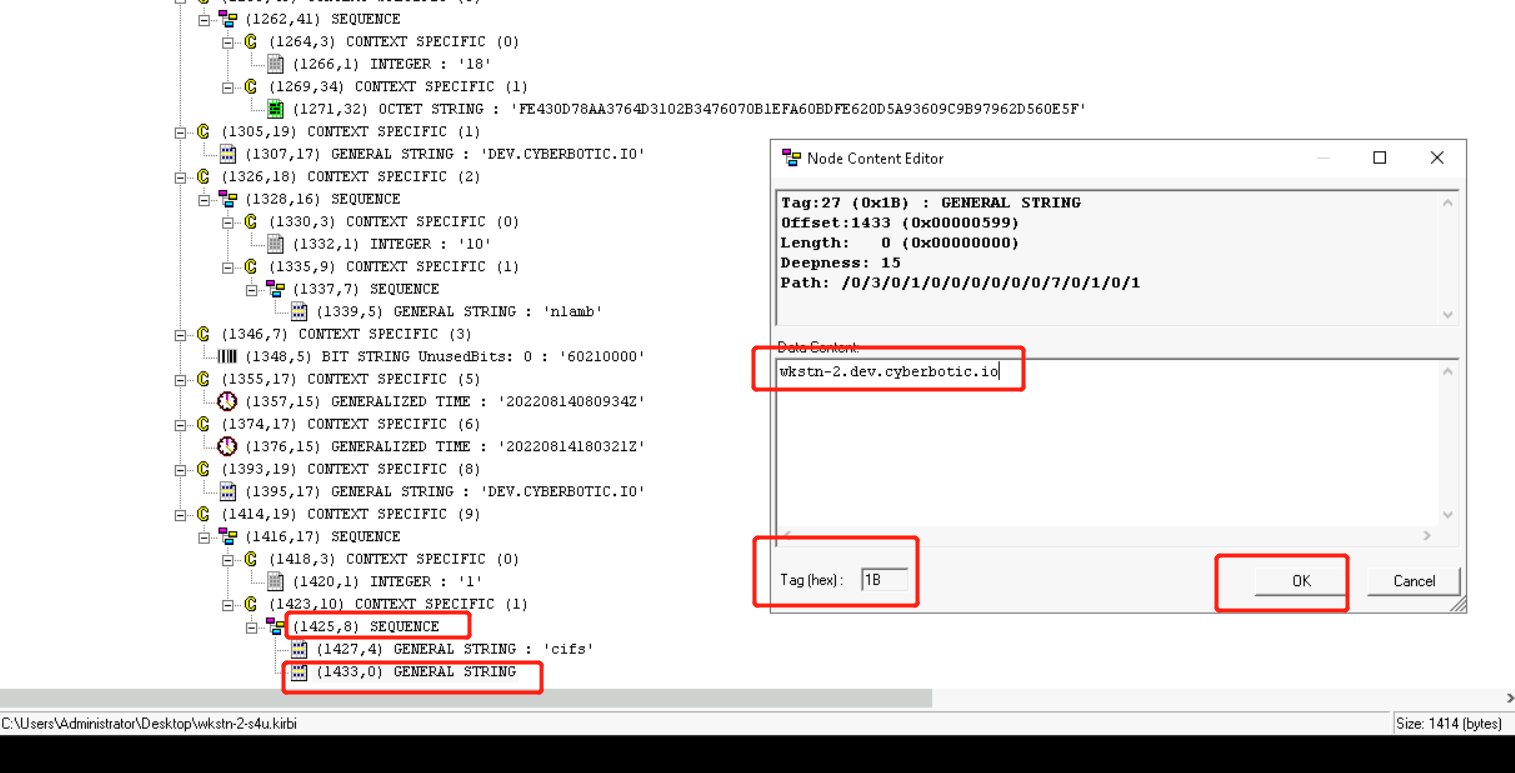 (1262,41) SEQUENCE
(1264,3) CONTEXT SPECIFIC (0)
(1266,1) INTEGER : '18'
(1269,34) CONTEXT SPECIFIC (1)
(1271,32) OCTET STRING : 'FE430D78AA3764D3102B3476070B1EFA60BDFE620D5A93609C9B97962D560E5F'
(1305,19) CONTEXT SPECIFIC (1)
(1307,17) GENERAL STRING : 'DEV.CYBERBOTIC.IO'
(1326,18) CONTEXT SPECIFIC (2)
(1328,16) SEQUENCE
(1330,3) CONTEXT SPECIFIC (0)
(1332,1) INTEGER : '10'
(1335,9) CONTEXT SPECIFIC (1)
(1337,7) SEQUENCE
(1339,5) GENERAL STRING : 'nlamb'
(1346,7) CONTEXT SPECIFIC (3)
(1348,5) BIT STRING UnusedBits: 0 : '60210000'
(1355,17) CONTEXT SPECIFIC (5)
(1357,15) GENERALIZED TIME : '20220814080934Z'
(1374,17) CONTEXT SPECIFIC (6)
(1376,15) GENERALIZED TIME : '20220814180321Z'
(1393,19) CONTEXT SPECIFIC (8)
(1395,17) GENERAL STRING : 'DEV.CYBERBOTIC.IO'
(1414,19) CONTEXT SPECIFIC (9)
(1416,17) SEQUENCE
(1418,3) CONTEXT SPECIFIC (0)
(1420,1) INTEGER : '1'
(1423,10) CONTEXT SPECIFIC (1)
(1425,8) SEQUENCE
(1427,4) GENERAL STRING : 'cifs'
(1433,0) GENERAL STRING
Node Content Editor
Tag:27 (0x1B) : GENERAL STRING
Offset:1433 (0x00000599)
Length: 0 (0x00000000)
Deepness: 15
Path: /0/3/0/1/0/0/0/0/0/0/7/0/1/0/1
Data Content:
wkstn-2.dev.cyberbotic.io
Tag (hex) : 1B
OK Cancel
C:\Users\Administrator\Desktop\wkstn-2-s4u.kirbi
Size: 1414 (bytes)